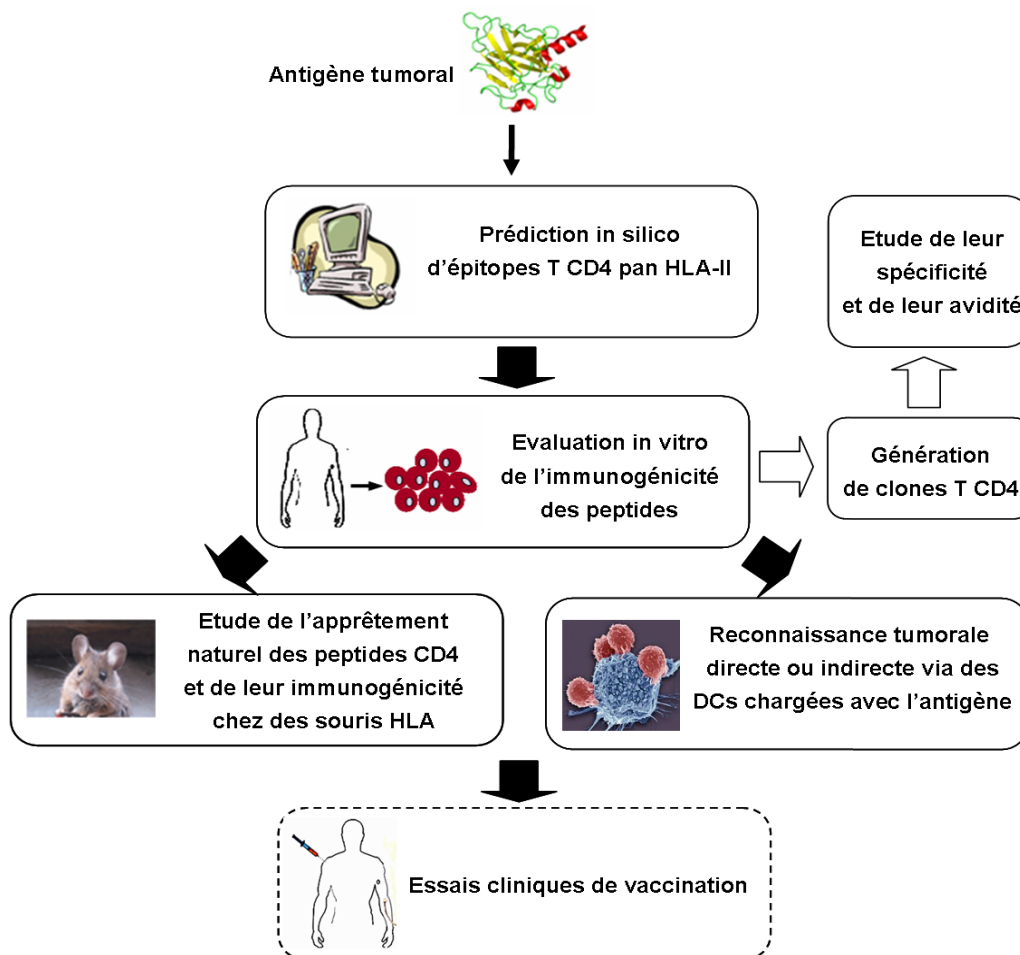 Antigène tumoral
Prédiction in silico
d'épitopes T CD4 pan HLA-II
Etude de leur
spécificité
et de leur avidité
Evaluation in vitro
de l'immunogénicité
des peptides
Génération
de clones T CD4
Etude de l'apprêtement
naturel des peptides CD4
et de leur immunogénicité
chez des souris HLA
Reconnaissance tumorale
directe ou indirecte via des
DCs chargées avec l'antigène
Essais cliniques de vaccination